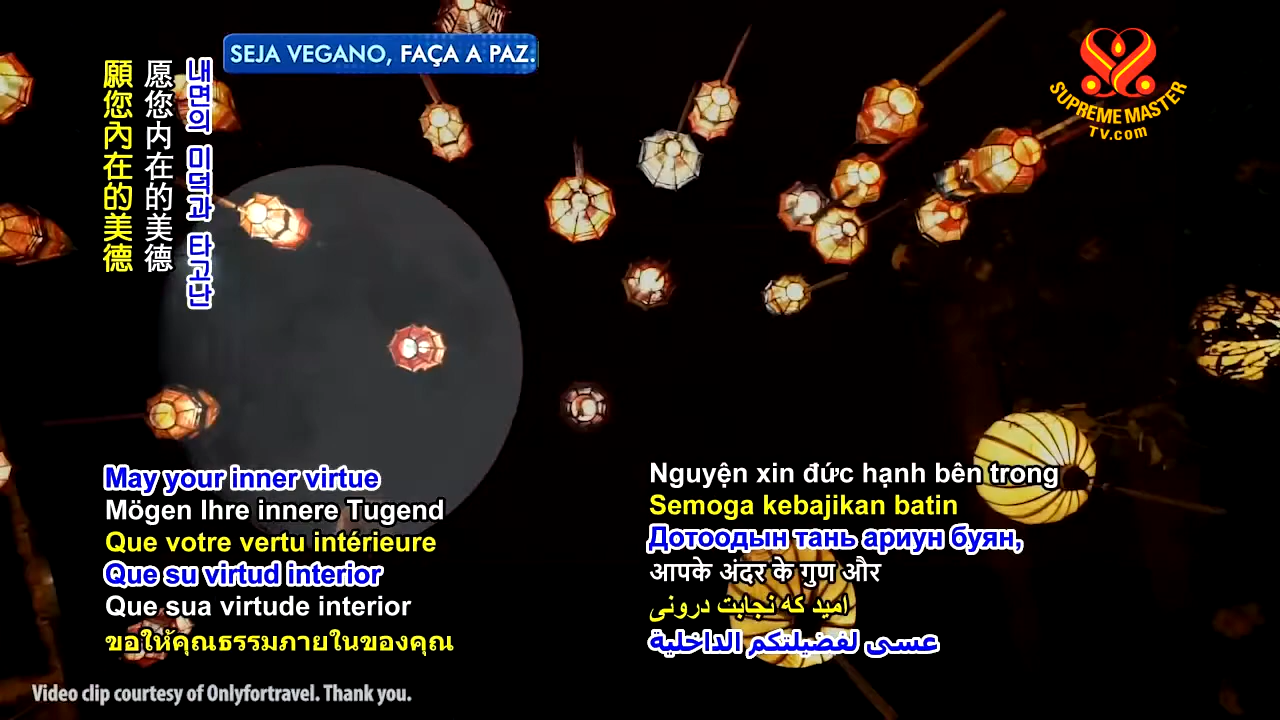 SEJA VEGANO, FAÇA A PAZ.
SUPREME MASTER
TV.com
願您內在的美德
愿您内在的美德
내면의 미덕과 타고난
May your inner virtue
Mögen Ihre innere Tugend
Que votre vertu intérieure
Que su virtud interior
Que sua virtude interior
ขอให้คุณธรรมภายในของคุณ
Nguyện xin đức hạnh bên trong
Semoga kebajikan batin
Дотоодын тань ариун буян,
आपके अंदर के गुण और
امید که نجابت درونی
عسى لفضيلتكم الداخلية
Video clip courtesy of Onlyfortravel. Thank you.